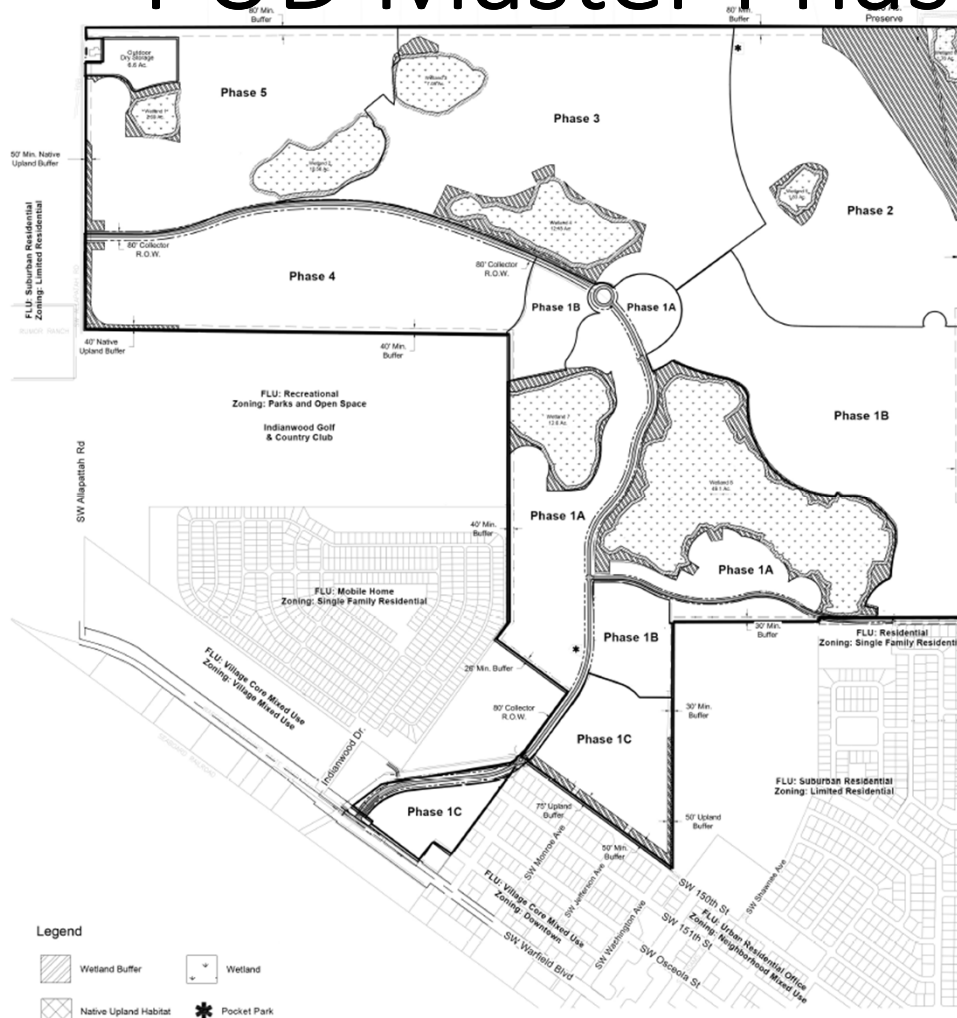 PUD Master Phas
80' Min.
Buffer
80' Min.
Buffer
Preserve
Outdoor
Dry Storage
6.6 Ac.
Phase 5
Phase 3
50' Min. Native
Upland Buffer
FLU: Suburban Residential
Zoning: Limited Residential
Phase 2
80' Collector
R.O.W.
80' Collector
R.O.W.
Phase 4
Phase 1B
Phase 1A
40' Native
Upland Buffer
40' Min.
Buffer
FLU: Recreational
Zoning: Parks and Open Space
Indianwood Golf
& Country Club
Wetland 7
Phase 1B
SW Allapattah Rd
40' Min.
Buffer
Phase 1A
Phase 1A
FLU: Mobile Home
Zoning: Single Family Residential
30' Min.
Buffer
Phase 1B
FLU: Residential
Zoning: Single Family Residenti
FLU: Village Core Mixed Use
Zoning: Village Mixed Use
Min. Buffer
80' Collector
R.O.W.
30' Min.
Buffer
Phase 1C
Indianwood Dr.
FLU: Suburban Residential
Zoning: Limited Residential
Phase 1C
75' Upland
Buffer
50' Upland
Buffer
50' Min.
Buffer
SW Monroe Ave
SW Jefferson Ave
SW Washington Ave
SW Shawnee Ave
SW 150th St
SW 151th St
SW Osceola St
FLU: Village Core Mixed Use
Zoning: Downtown
FLU: Urban Residential Office
Zoning: Neighborhood Mixed Use
SW. Warfield Blvd
Legend
Wetland Buffer
Wetland
Native Upland Habitat
Pocket Park